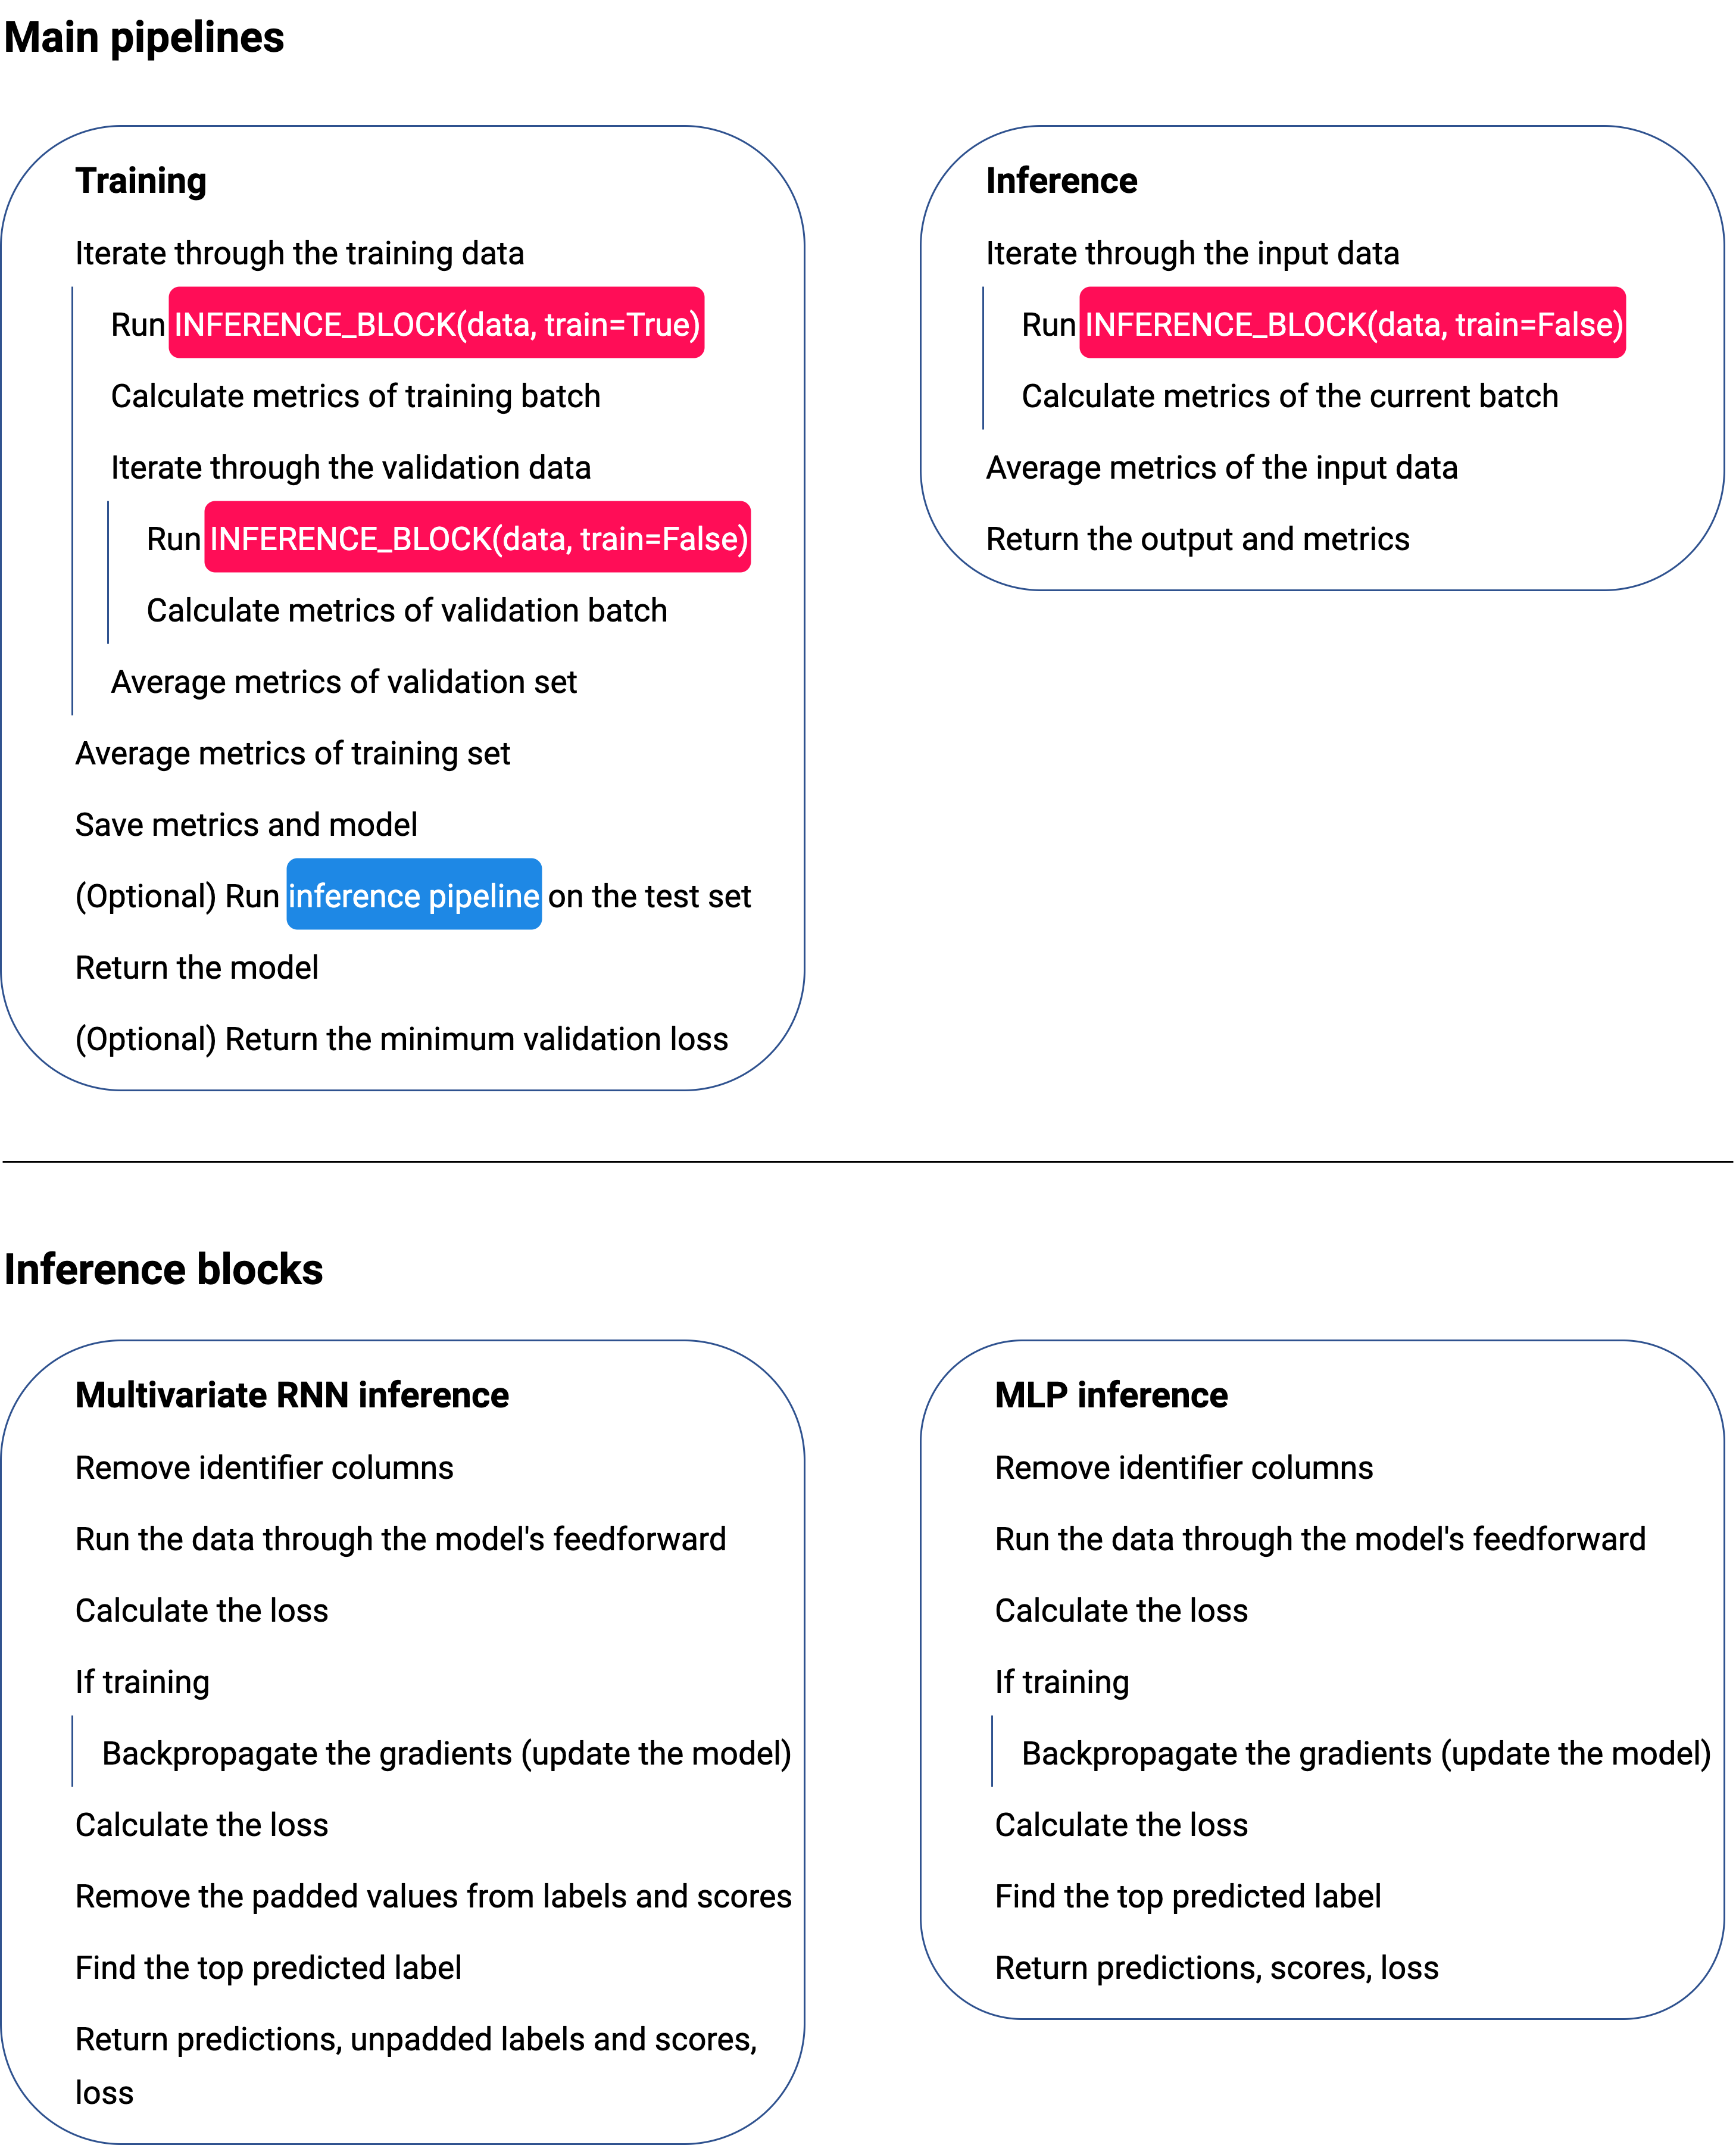 Main pipelines
Training
Iterate through the training data
Run INFERENCE_BLOCK(data, train=True)
Calculate metrics of training batch
Iterate through the validation data
Run INFERENCE_BLOCK(data, train=False)
Calculate metrics of validation batch
Average metrics of validation set
Average metrics of training set
Save metrics and model
(Optional) Run inference pipeline on the test set
Return the model
(Optional) Return the minimum validation loss
Inference
Iterate through the input data
Run INFERENCE_BLOCK(data, train=False)
Calculate metrics of the current batch
Average metrics of the input data
Return the output and metrics
Inference blocks
Multivariate RNN inference
Remove identifier columns
Run the data through the model's feedforward
Calculate the loss
If training
Backpropagate the gradients (update the model)
Calculate the loss
Remove the padded values from labels and scores
Find the top predicted label
Return predictions, unpadded labels and scores,
loss
MLP inference
Remove identifier columns
Run the data through the model's feedforward
Calculate the loss
If training
Backpropagate the gradients (update the model)
Calculate the loss
Find the top predicted label
Return predictions, scores, loss